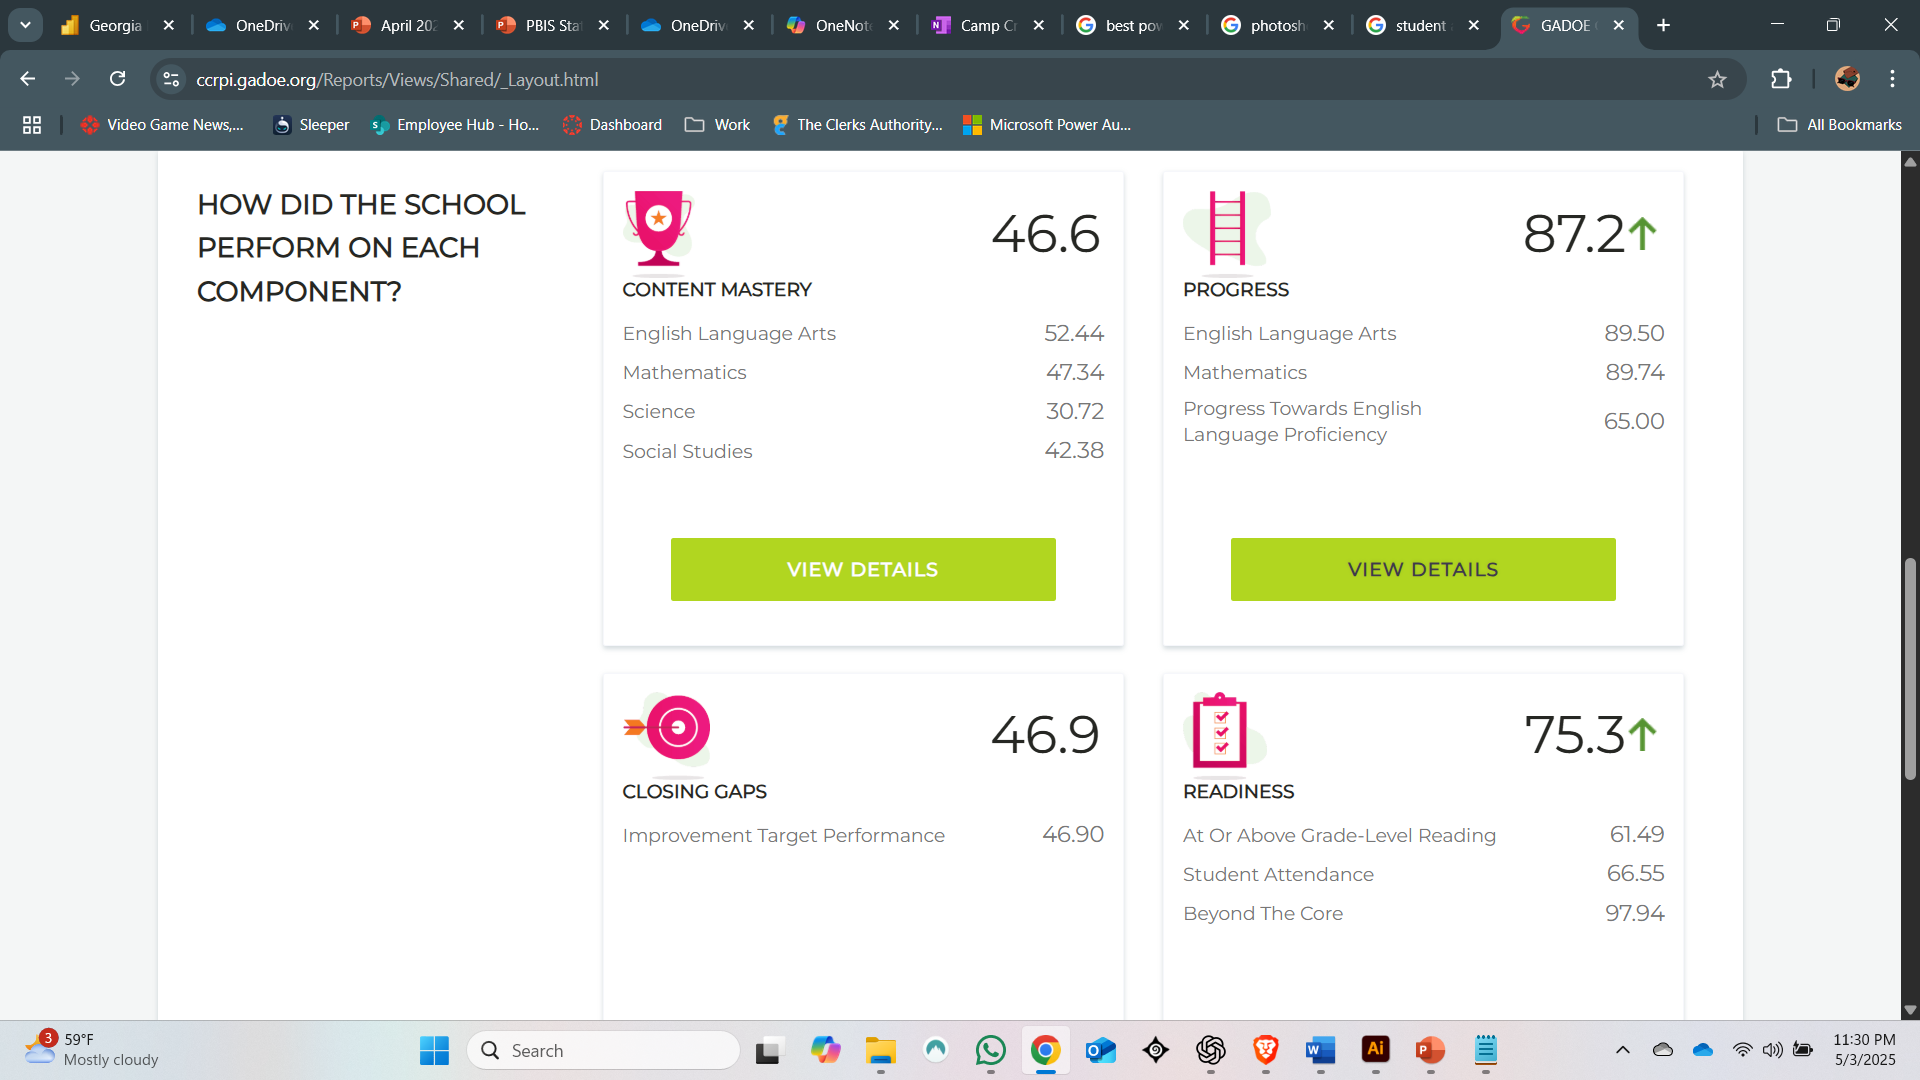 Georgia
OneDriv
April 202
PBIS Stat
OneDriv
OneNot
Camp Cr
best pow
photosh
student
GADOE
ccrpi.gadoe.org/Reports/Views/Shared/_Layout.html
Video Game News,...
Sleeper
Employee Hub - Ho...
Dashboard
Work
The Clerks Authority...
Microsoft Power Au...
All Bookmarks
HOW DID THE SCHOOL
PERFORM ON EACH
COMPONENT?
46.6
CONTENT MASTERY
English Language Arts 52.44
Mathematics 47.34
Science 30.72
Social Studies 42.38
VIEW DETAILS
87.2
PROGRESS
English Language Arts 89.50
Mathematics 89.74
Progress Towards English
Language Proficiency 65.00
VIEW DETAILS
46.9
CLOSING GAPS
Improvement Target Performance 46.90
75.3
READINESS
At Or Above Grade-Level Reading 61.49
Student Attendance 66.55
Beyond The Core 97.94
3
59°F
Mostly cloudy
Search
11:30 PM
5/3/2025